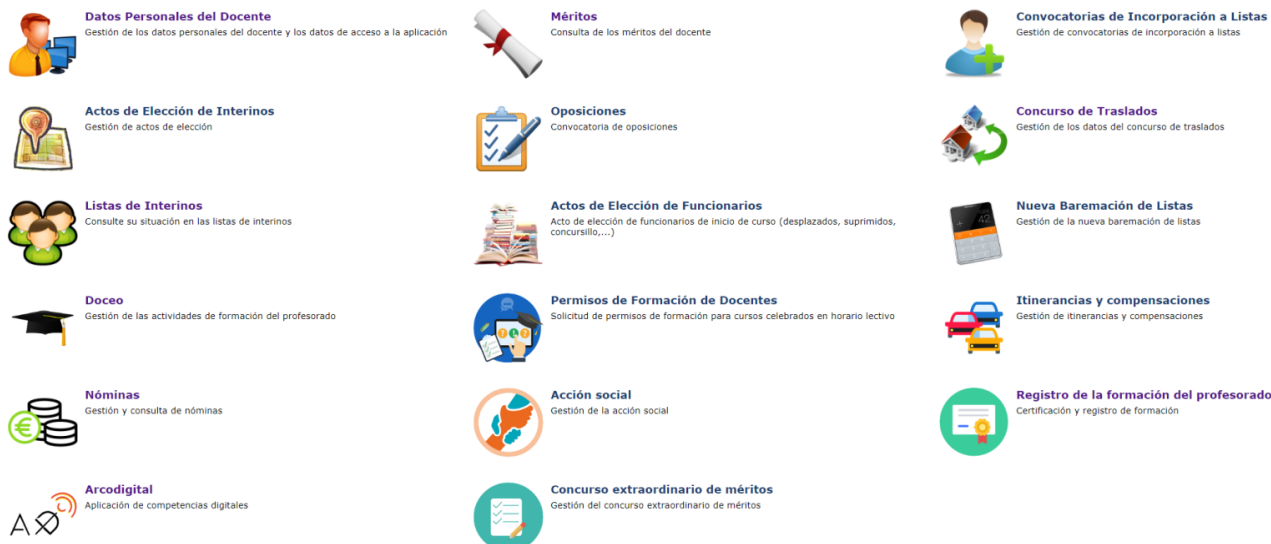 Datos Personales del Docente
Gestión de los datos personales del docente y los datos de acceso a la aplicación
Méritos
Consulta de los méritos del docente
Convocatorias de Incorporación a Listas
Gestión de convocatorias de incorporación a listas
Actos de Elección de Interinos
Gestión de actos de elección
Oposiciones
Convocatoria de oposiciones
Concurso de Traslados
Gestión de los datos del concurso de traslados
Listas de Interinos
Consulte su situación en las listas de interinos
Actos de Elección de Funcionarios
Acto de elección de funcionarios de inicio de curso (desplazados, suprimidos,
concursillo,...)
Nueva Baremación de Listas
Gestión de la nueva baremación de listas
Doceo
Gestión de las actividades de formación del profesorado
Permisos de Formación de Docentes
Solicitud de permisos de formación para cursos celebrados en horario lectivo
Itinerancias y compensaciones
Gestión de itinerancias y compensaciones
Nóminas
Gestión y consulta de nóminas
Acción social
Gestión de la acción social
Registro de la formación del profesorado
Certificación y registro de formación
Arcodigital
Aplicación de competencias digitales
Concurso extraordinario de méritos
Gestión del concurso extraordinario de méritos